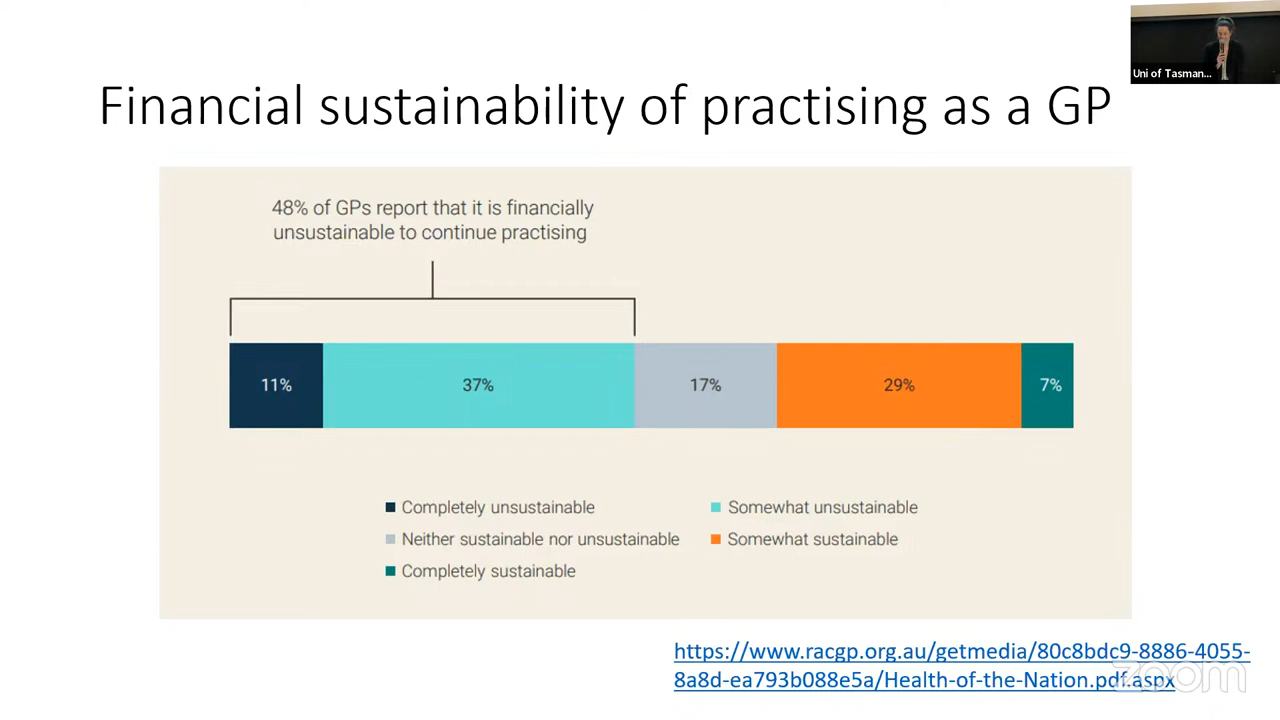 Uni of Tasman...
Financial sustainability of practising as a GP
48% of GPs report that it is financially
unsustainable to continue practising
11%
37%
17%
29%
7%
Completely unsustainable
Somewhat unsustainable
Neither sustainable nor unsustainable
Somewhat sustainable
Completely sustainable
https://www.racgp.org.au/getmedia/80c8bdc9-8886-4055-
8a8d-ea793b088e5a/Health-of-the-Nation.pdf.aspx
zoom